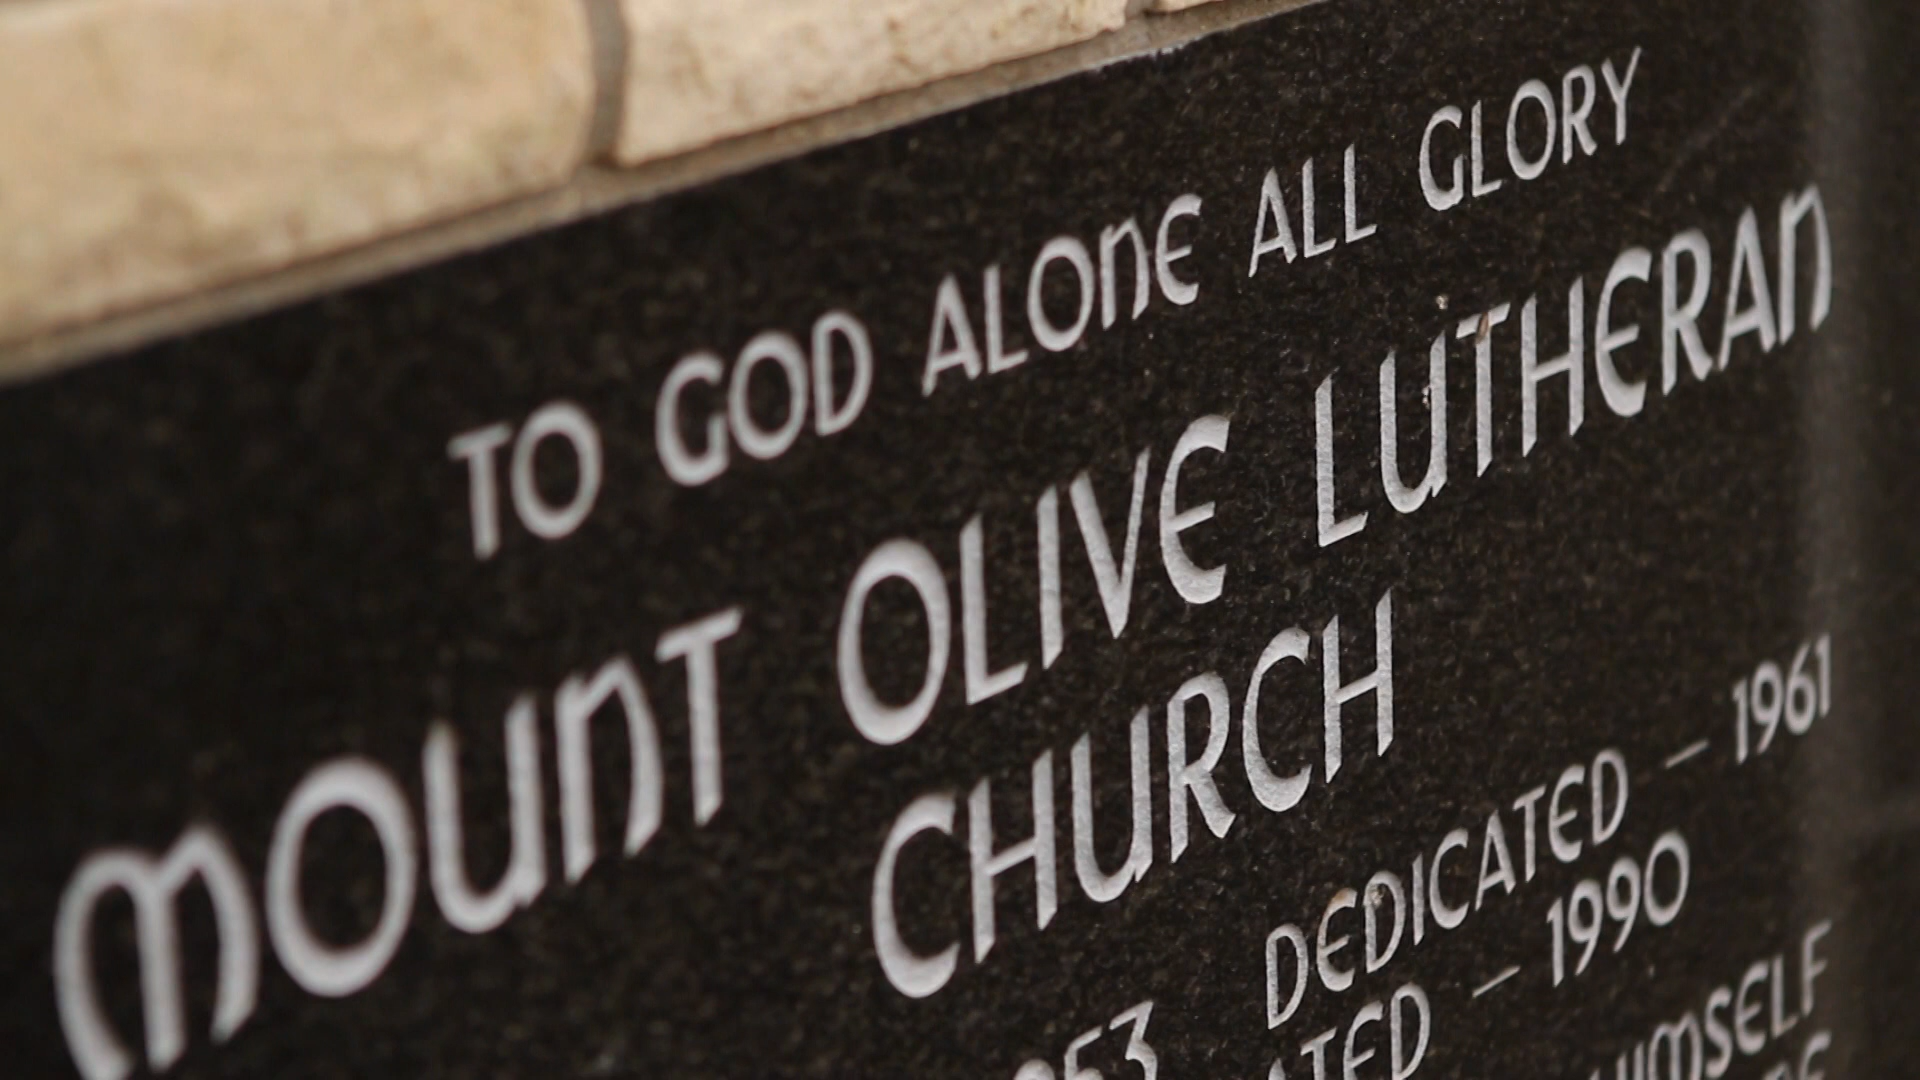 TO GOD ALONE ALL GLORY
MOUNT OLIVE LUTHERAN
CHURCH
DEDICATED — 1961
— 1990
HIMSELF